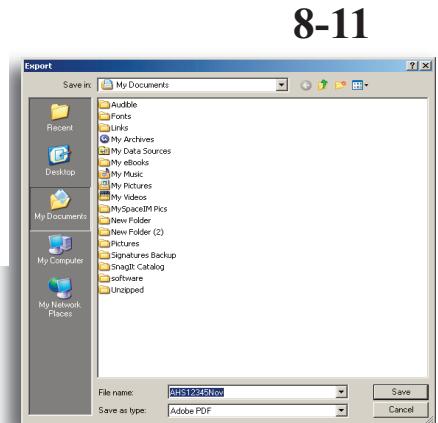 8-11
Export
Save in: My Documents
Recent
Desktop
My Documents
My Computer
My Network
Places
Audible
Fonts
Links
My Archives
My Data Sources
My eBooks
My Music
My Pictures
My Videos
MySpaceIM Pics
New Folder
New Folder (2)
Pictures
Signatures Backup
SnagIt Catalog
software
Unzipped
File name: AHS12345Nov Save
Save as type: Adobe PDF Cancel